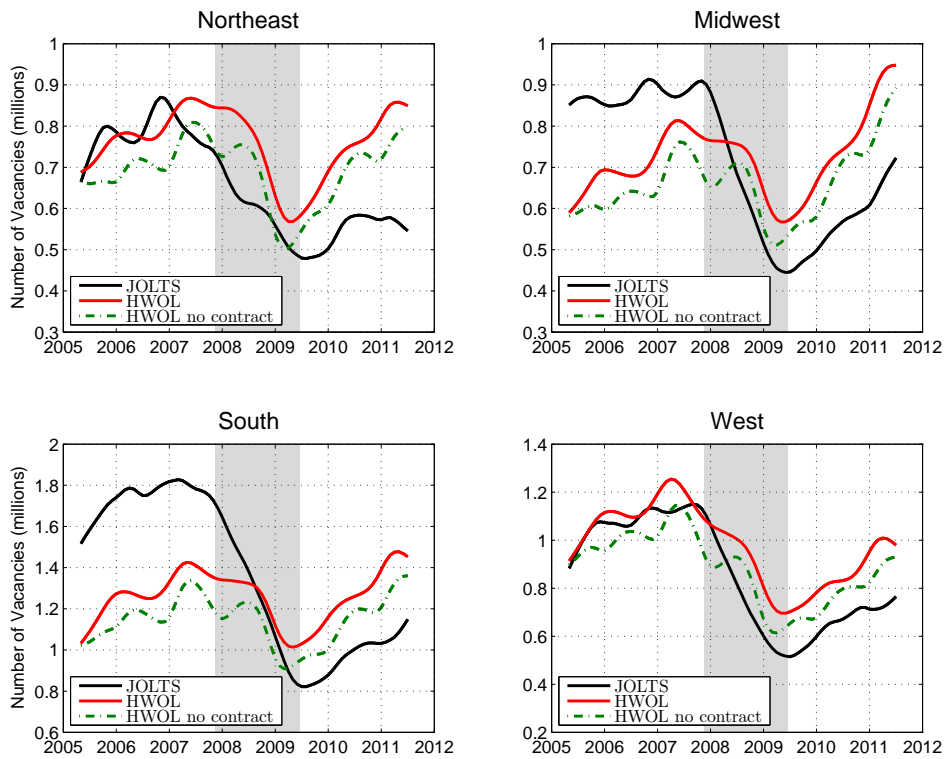 Northeast
Number of Vacancies (millions)
1
0.9
0.8
0.7
0.6
0.5
0.4
0.3
2005 2006 2007 2008 2009 2010 2011 2012
JOLTS
HWOL
HWOL no contract
Midwest
1
0.9
0.8
0.7
0.6
0.5
0.4
0.3
2005 2006 2007 2008 2009 2010 2011 2012
JOLTS
HWOL
HWOL no contract
South
Number of Vacancies (millions)
2
1.8
1.6
1.4
1.2
1
0.8
0.6
2005 2006 2007 2008 2009 2010 2011 2012
JOLTS
HWOL
HWOL no contract
West
1.4
1.2
1
0.8
0.6
0.4
0.2
2005 2006 2007 2008 2009 2010 2011 2012
JOLTS
HWOL
HWOL no contract